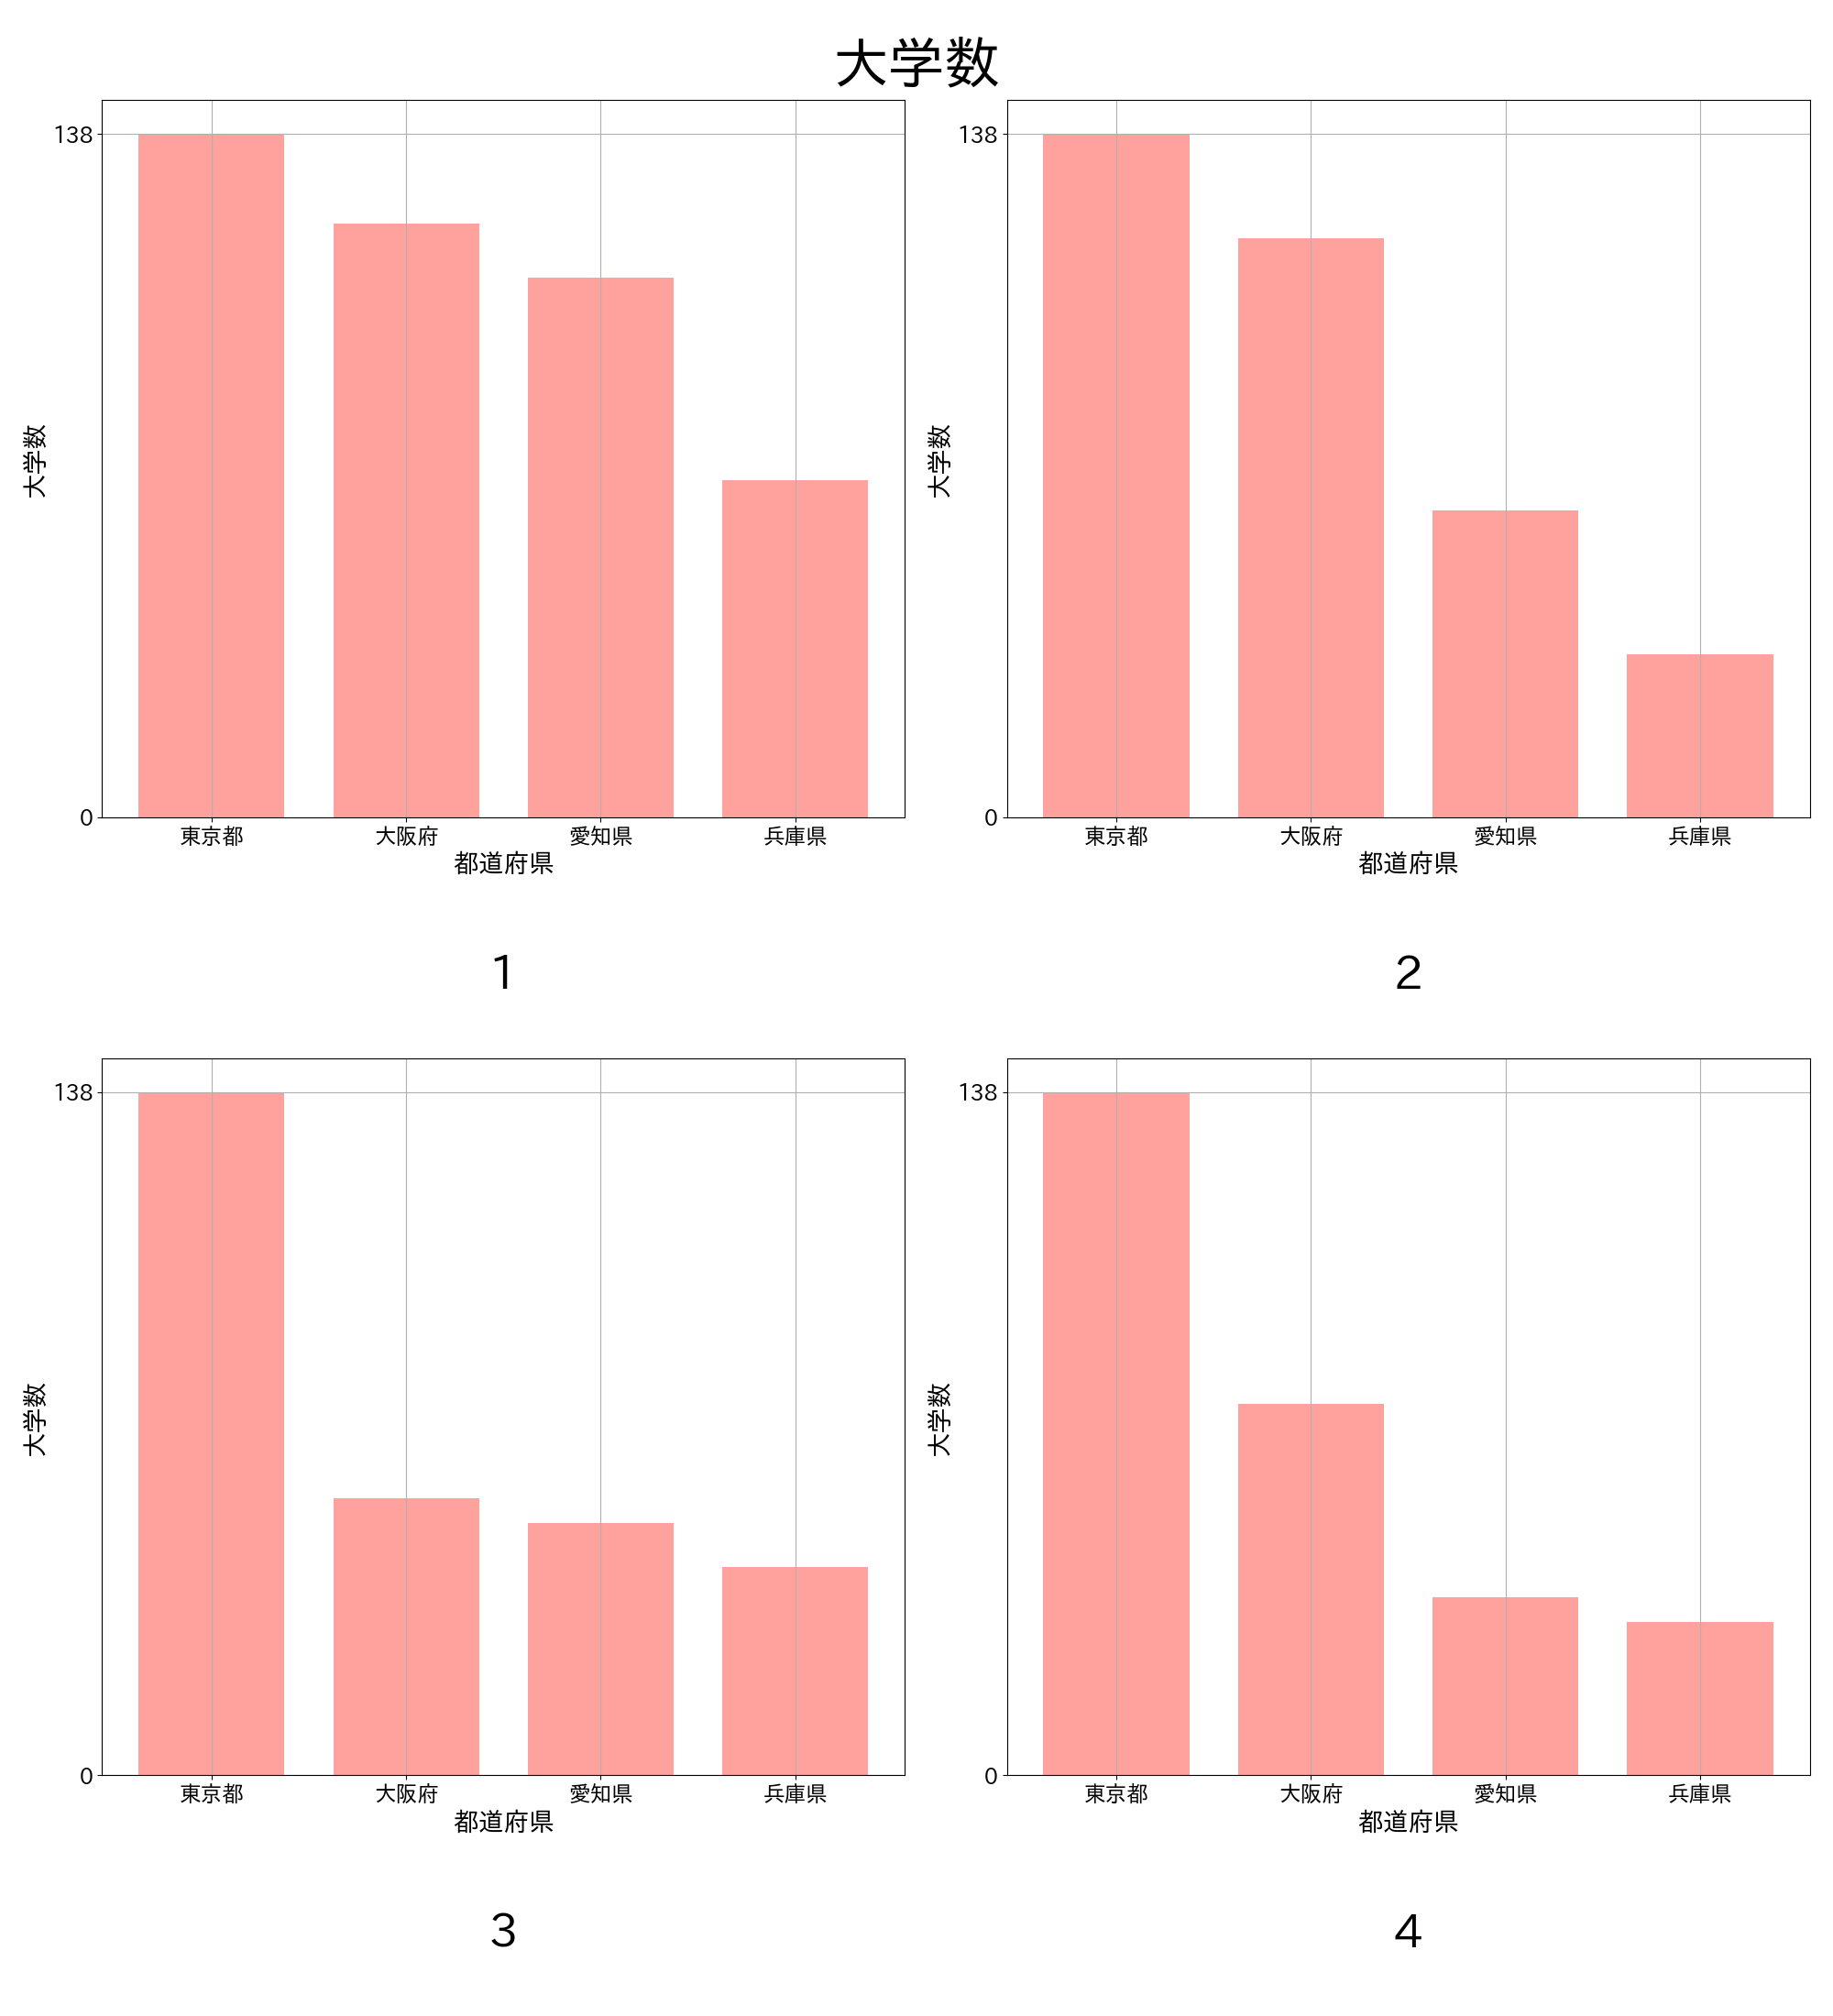 大学数
138
0
大学数
東京都 大阪府 愛知県 兵庫県
都道府県
1
138
0
大学数
東京都 大阪府 愛知県 兵庫県
都道府県
2
138
0
大学数
東京都 大阪府 愛知県 兵庫県
都道府県
3
138
0
大学数
東京都 大阪府 愛知県 兵庫県
都道府県
4